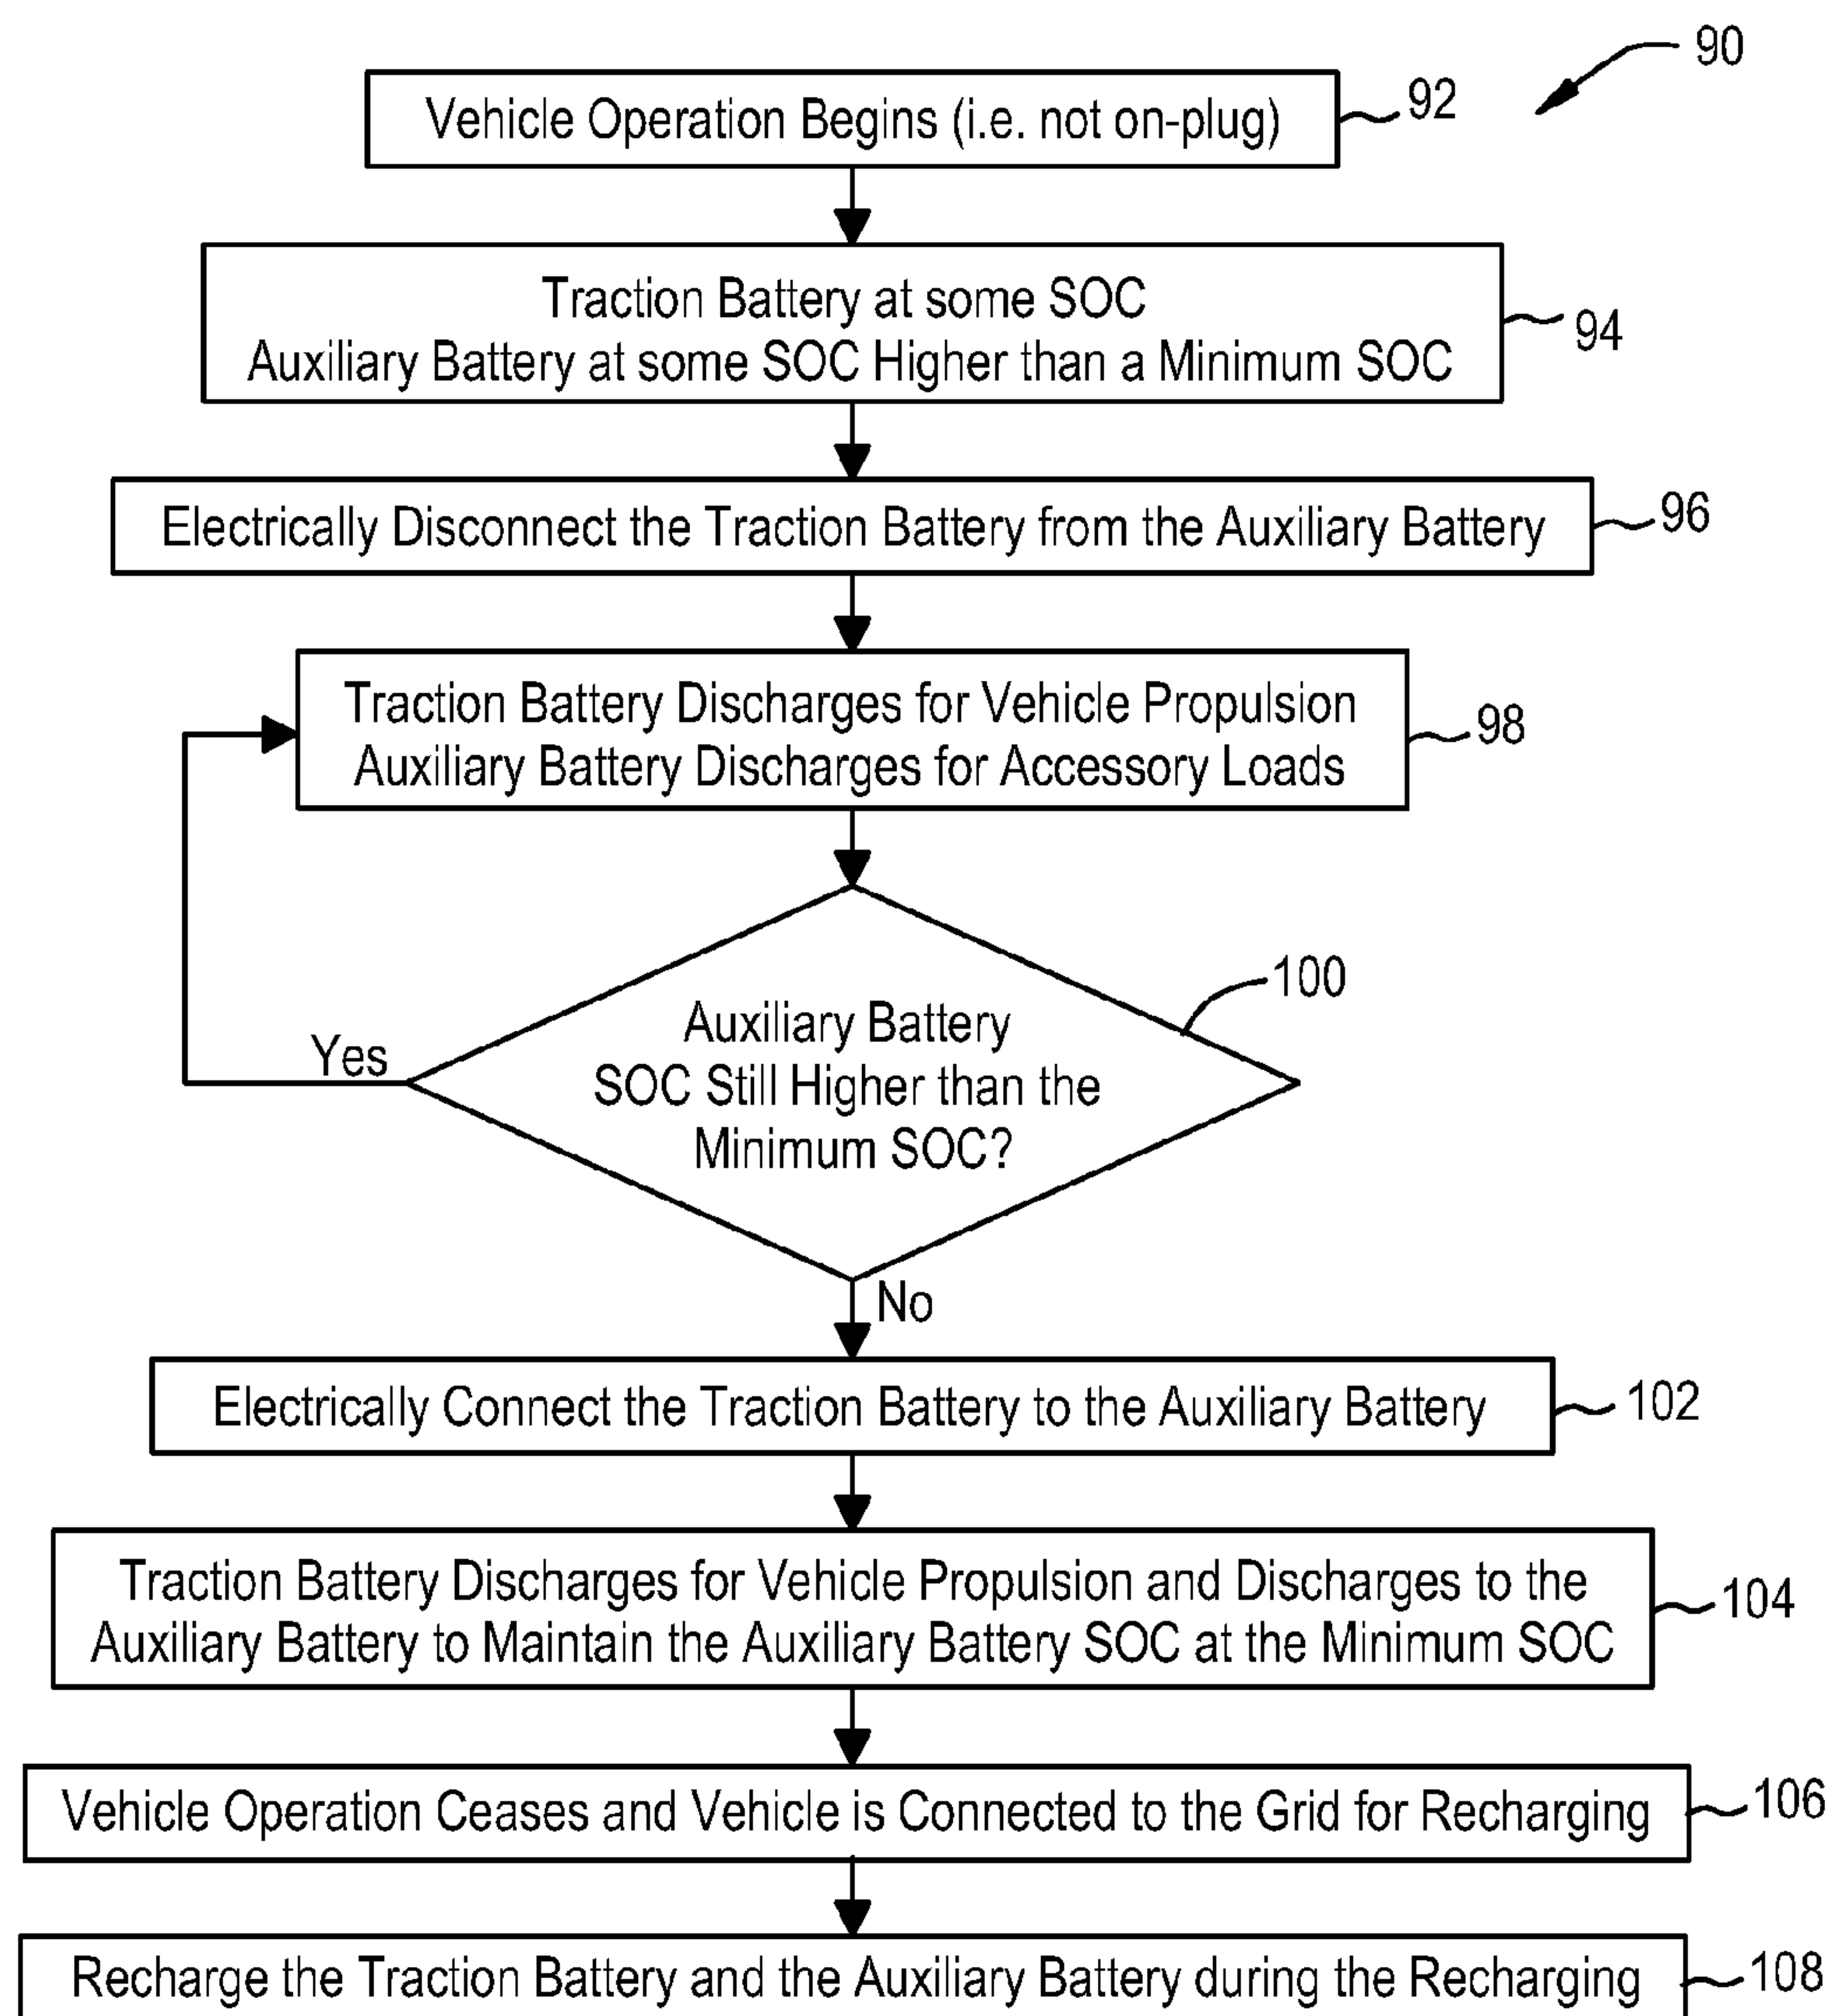 90
Vehicle Operation Begins (i.e. not on-plug)
92
Traction Battery at some SOC
Auxiliary Battery at some SOC Higher than a Minimum SOC
94
Electrically Disconnect the Traction Battery from the Auxiliary Battery
96
Traction Battery Discharges for Vehicle Propulsion
Auxiliary Battery Discharges for Accessory Loads
98
100
Auxiliary Battery
SOC Still Higher than the
Minimum SOC?
Yes
No
Electrically Connect the Traction Battery to the Auxiliary Battery
102
Traction Battery Discharges for Vehicle Propulsion and Discharges to the
Auxiliary Battery to Maintain the Auxiliary Battery SOC at the Minimum SOC
104
Vehicle Operation Ceases and Vehicle is Connected to the Grid for Recharging
106
Recharge the Traction Battery and the Auxiliary Battery during the Recharging
108